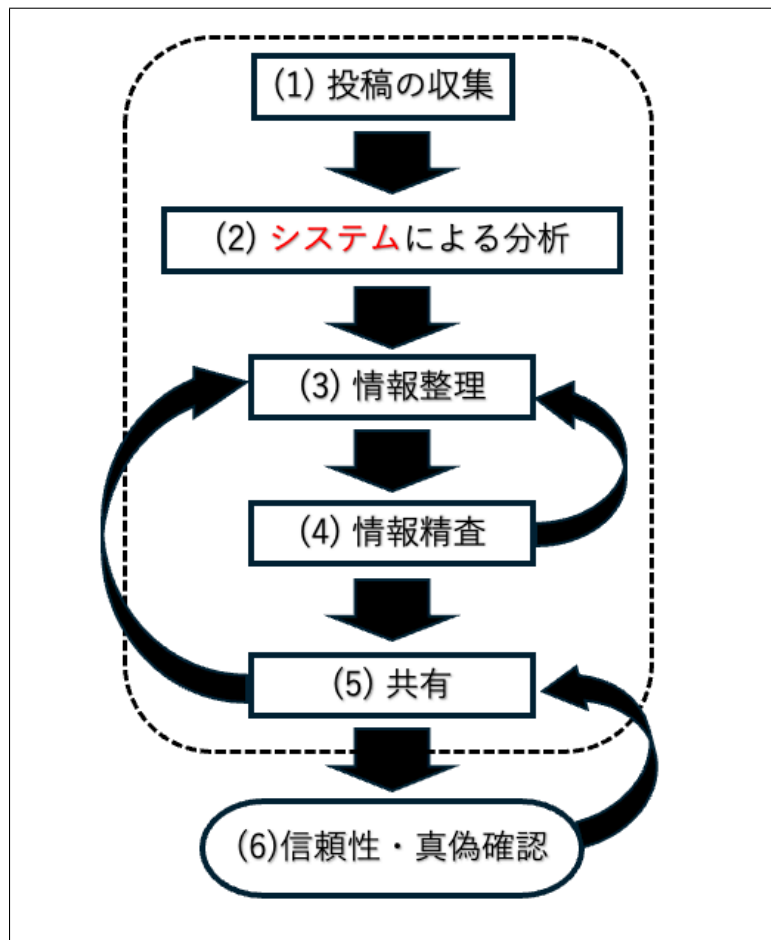 (1) 投稿の収集
(2) システムによる分析
(3) 情報整理
(4) 情報精査
(5) 共有
(6)信頼性・真偽確認